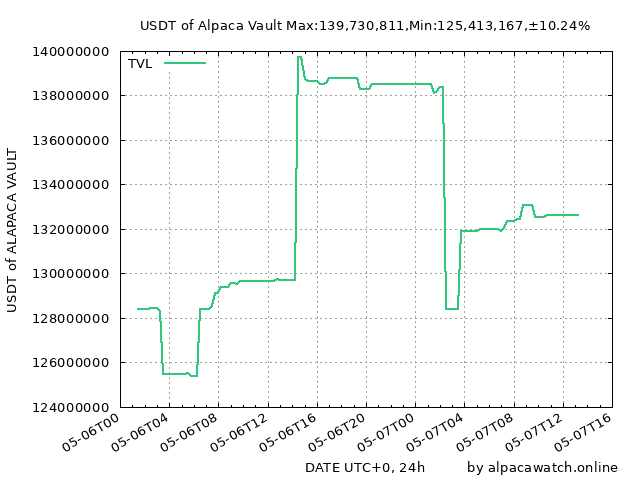 USDT of Alpaca Vault Max:139,730,811,Min:125,413,167,±10.24%
TVL
USDT of ALAPACA VAULT
140000000
138000000
136000000
134000000
132000000
130000000
128000000
126000000
124000000
05-06T00
05-06T04
05-06T08
05-06T12
05-06T16
05-06T20
05-07T00
05-07T04
05-07T08
05-07T12
05-07T16
DATE UTC+0, 24h
by alpacawatch.online